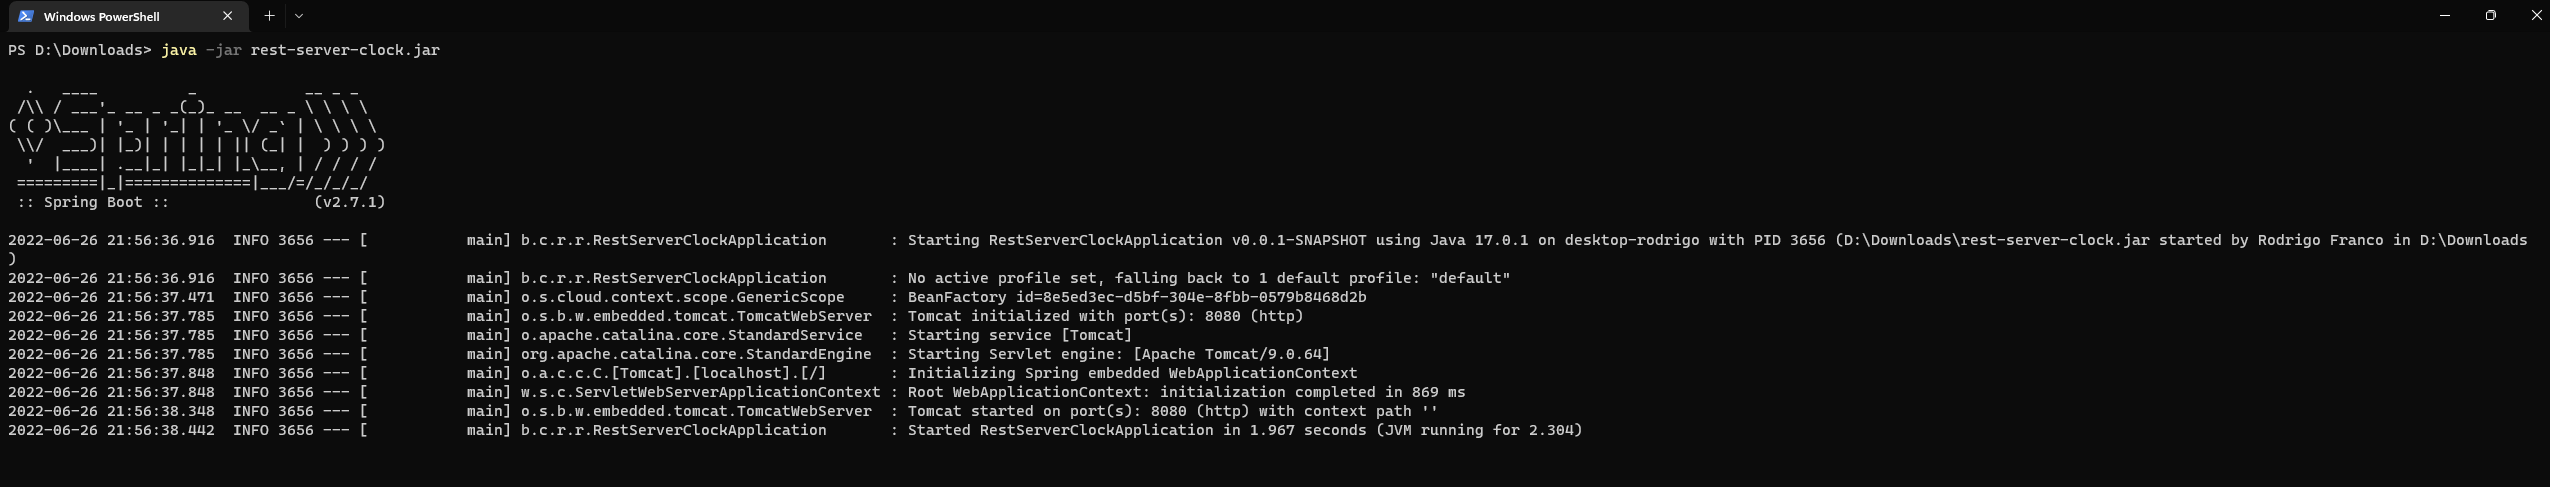 Windows PowerShell
PS D:\Downloads> java -jar rest-server-clock.jar
  .   ____          _            __ _ _
 /\\ / ___'_ __ _ _(_)_ __  __ _ \ \ \ \
( ( )\___ | '_ | '_| | '_ \/ _` | \ \ \ \
 \\/  ___)| |_)| | | | | || (_| |  ) ) ) )
  '  |____| .__|_| |_|_| |_\__, | / / / /
 =========|_|==============|___/=/_/_/_/
 :: Spring Boot ::                (v2.7.1)
2022-06-26 21:56:36.916  INFO 3656 --- [           main] b.c.r.r.RestServerClockApplication       : Starting RestServerClockApplication v0.0.1-SNAPSHOT using Java 17.0.1 on desktop-rodrigo with PID 3656 (D:\Downloads\rest-server-clock.jar started by Rodrigo Franco in D:\Downloads
)
2022-06-26 21:56:36.916  INFO 3656 --- [           main] b.c.r.r.RestServerClockApplication       : No active profile set, falling back to 1 default profile: "default"
2022-06-26 21:56:37.471  INFO 3656 --- [           main] o.s.cloud.context.scope.GenericScope     : BeanFactory id=8e5ed3ec-d5bf-304e-8fbb-0579b8468d2b
2022-06-26 21:56:37.785  INFO 3656 --- [           main] o.s.b.w.embedded.tomcat.TomcatWebServer  : Tomcat initialized with port(s): 8080 (http)
2022-06-26 21:56:37.785  INFO 3656 --- [           main] o.apache.catalina.core.StandardService   : Starting service [Tomcat]
2022-06-26 21:56:37.785  INFO 3656 --- [           main] org.apache.catalina.core.StandardEngine  : Starting Servlet engine: [Apache Tomcat/9.0.64]
2022-06-26 21:56:37.848  INFO 3656 --- [           main] o.a.c.c.C.[Tomcat].[localhost].[/]       : Initializing Spring embedded WebApplicationContext
2022-06-26 21:56:37.848  INFO 3656 --- [           main] w.s.c.ServletWebServerApplicationContext : Root WebApplicationContext: initialization completed in 869 ms
2022-06-26 21:56:38.348  INFO 3656 --- [           main] o.s.b.w.embedded.tomcat.TomcatWebServer  : Tomcat started on port(s): 8080 (http) with context path ''
2022-06-26 21:56:38.442  INFO 3656 --- [           main] b.c.r.r.RestServerClockApplication       : Started RestServerClockApplication in 1.967 seconds (JVM running for 2.304)